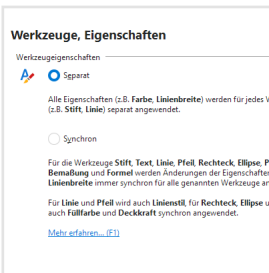 Werkzeuge, Eigenschaften
Werkzeugeigenschaften
Separat
Alle Eigenschaften (z.B. Farbe, Linienbreite) werden für jedes
(z.B. Stift, Linie) separat angewendet.
Synchron
Für die Werkzeuge Stift, Text, Linie, Pfeil, Rechteck, Ellipse,
Bemaßung und Formel werden Änderungen der Eigenschaften
Linienbreite immer synchron für alle genannten Werkzeuge
Für Linie und Pfeil wird auch Linienstil, für Rechteck, Ellipse
auch Füllfarbe und Deckkraft synchron angewendet.
Mehr erfahren... (F1)